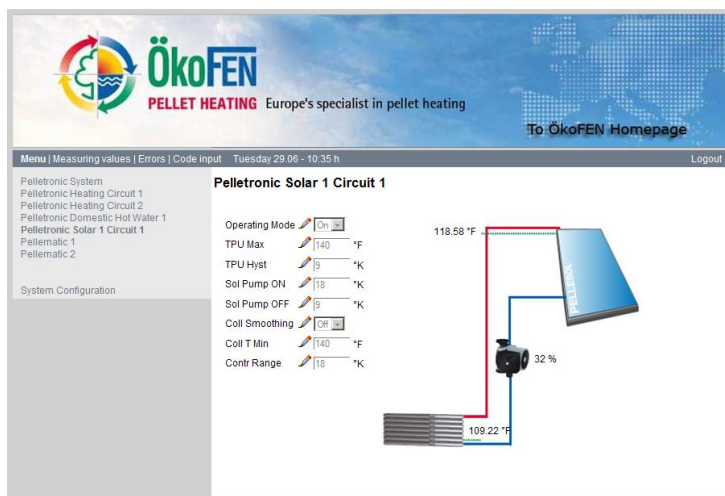 ÖkoFEN
PELLET HEATING Europe's specialist in pellet heating
To ÖkoFEN Homepage
Menu | Measuring values | Errors | Code input Tuesday 29.06 - 10:35 h Logout
Pelletronic System
Pelletronic Heating Circuit 1
Pelletronic Heating Circuit 2
Pelletronic Domestic Hot Water 1
Pelletronic Solar 1 Circuit 1
Pellematic 1
Pellematic 2
System Configuration
Pelletronic Solar 1 Circuit 1
Operating Mode On
TPU Max 140 °F
TPU Hyst 9 °K
Sol Pump ON 18 °K
Sol Pump OFF 9 °K
Coll Smoothing Off
Coll T Min 140 °F
Contr Range 18 °K
118.58 °F
PELLESOL
32 %
109.22 °F